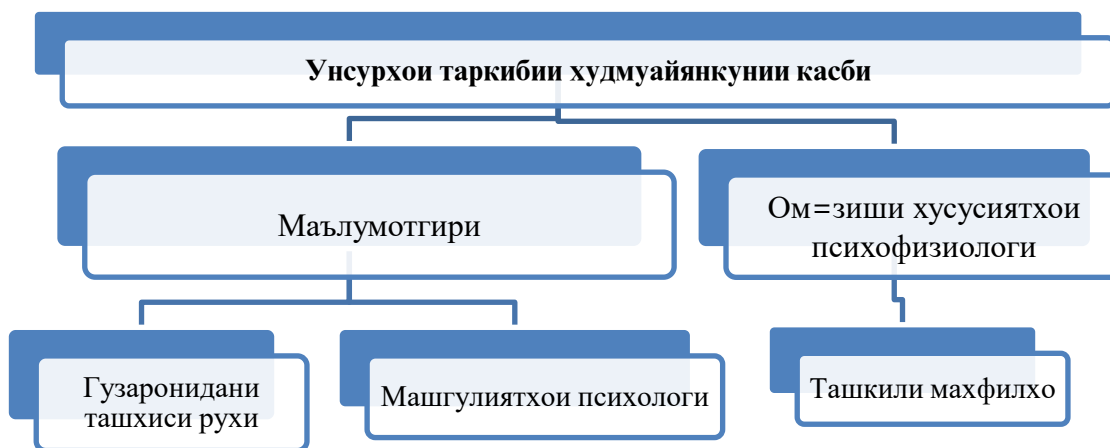 Унсурхои таркибии худмуайянкунии касби
Маълумотгири
Ом=зиши хусусиятхои
психофизиологи
Гузаронидани
ташхиси рухи
Машгулиятхои психологи
Ташкили махфилхо